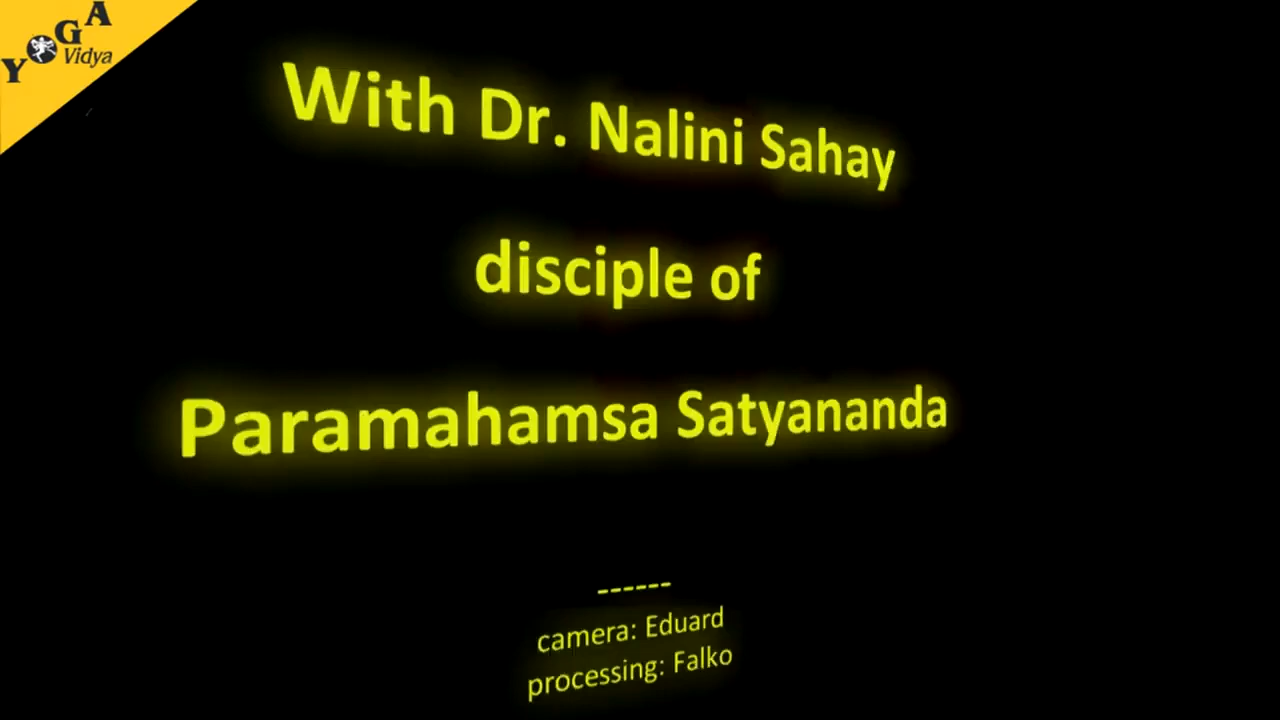 YOGA
Vidya
With Dr. Nalini Sahay
disciple of
Paramahamsa Satyananda
------
camera: Eduard
processing: Falko